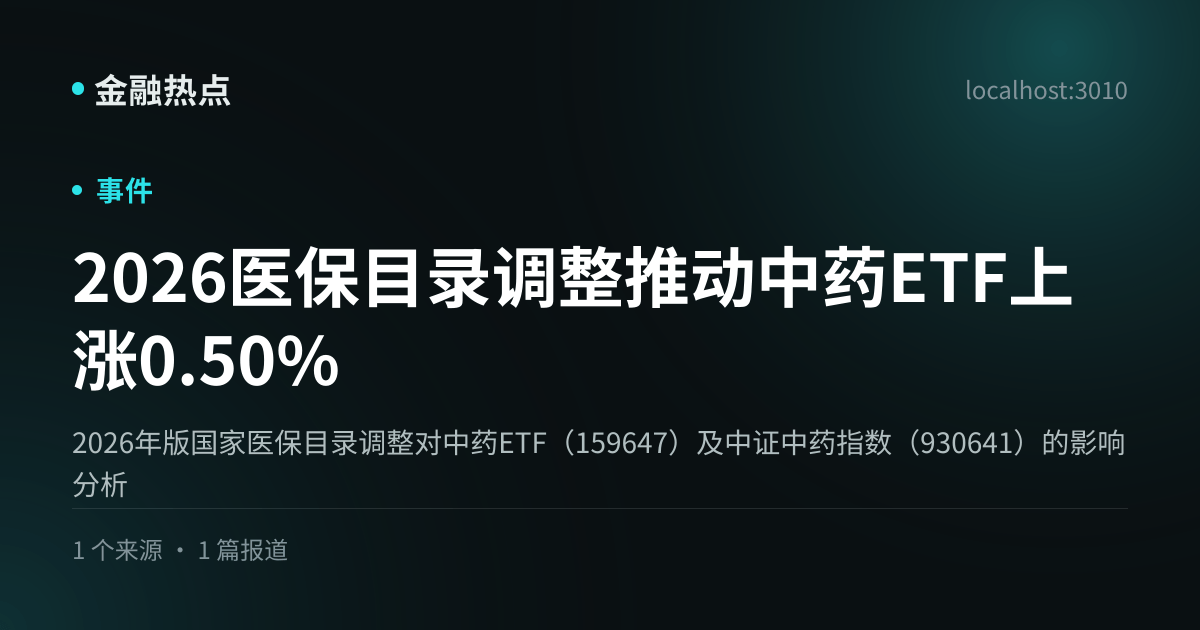 金融热点
localhost:3010
事件
2026医保目录调整推动中药ETF上
涨0.50%
2026年版国家医保目录调整对中药ETF（159647）及中证中药指数（930641）的影响
分析
1 个来源 · 1 篇报道